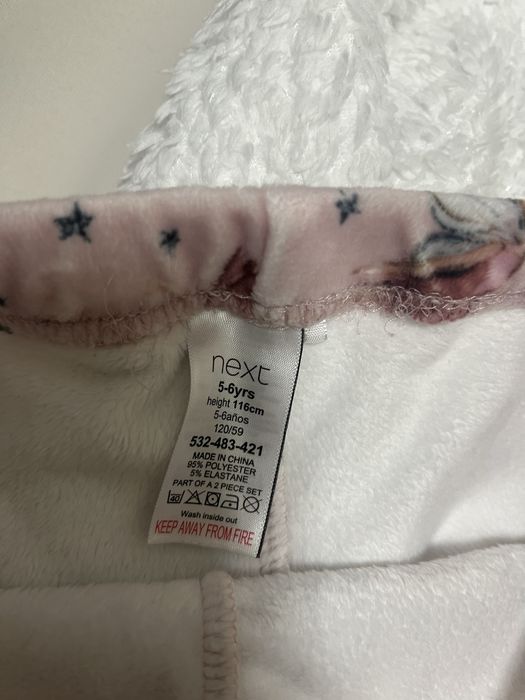 next
5-6yrs
height 116cm
5-6años
120/59
532-483-421
MADE IN CHINA
95% POLYESTER
5% ELASTANE
PART OF A 2 PIECE SET
40
Wash inside out
KEEP AWAY FROM FIRE